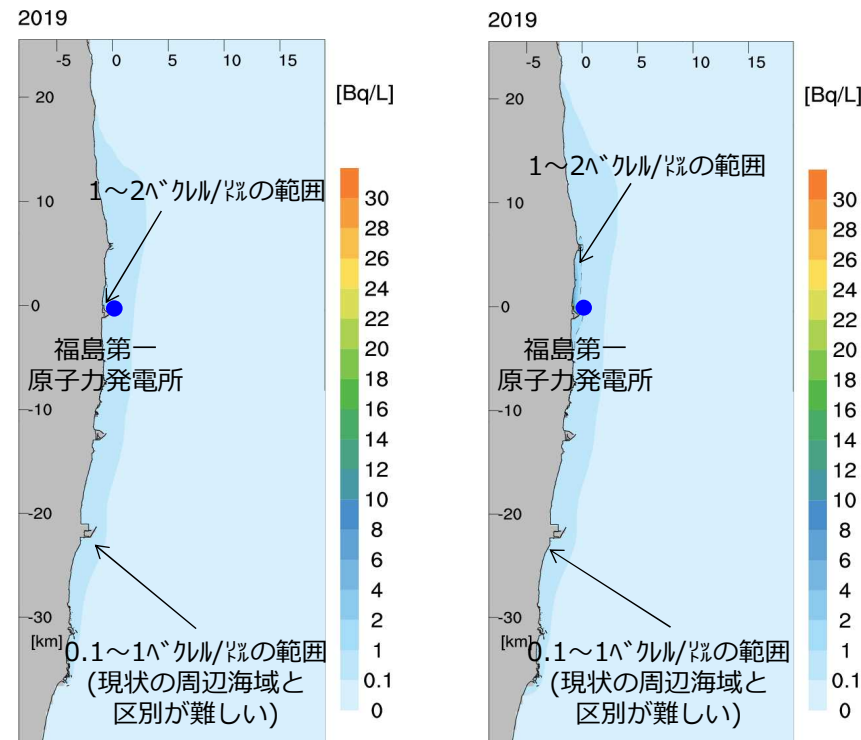 2019
-5 0 5 10 15
[Bq/L]
20
10
0
-10
-20
-30
[km]
1～2ﾍﾞｸﾚﾙ/㍑の範囲
福島第一
原子力発電所
0.1～1ﾍﾞｸﾚﾙ/㍑の範囲
(現状の周辺海域と
区別が難しい)
30
28
26
24
22
20
18
16
14
12
10
8
6
4
2
1
0.1
0
2019
-5 0 5 10 15
[Bq/L]
20
10
0
-10
-20
-30
[km]
1～2ﾍﾞｸﾚﾙ/㍑の範囲
福島第一
原子力発電所
0.1～1ﾍﾞｸﾚﾙ/㍑の範囲
(現状の周辺海域と
区別が難しい)
30
28
26
24
22
20
18
16
14
12
10
8
6
4
2
1
0.1
0